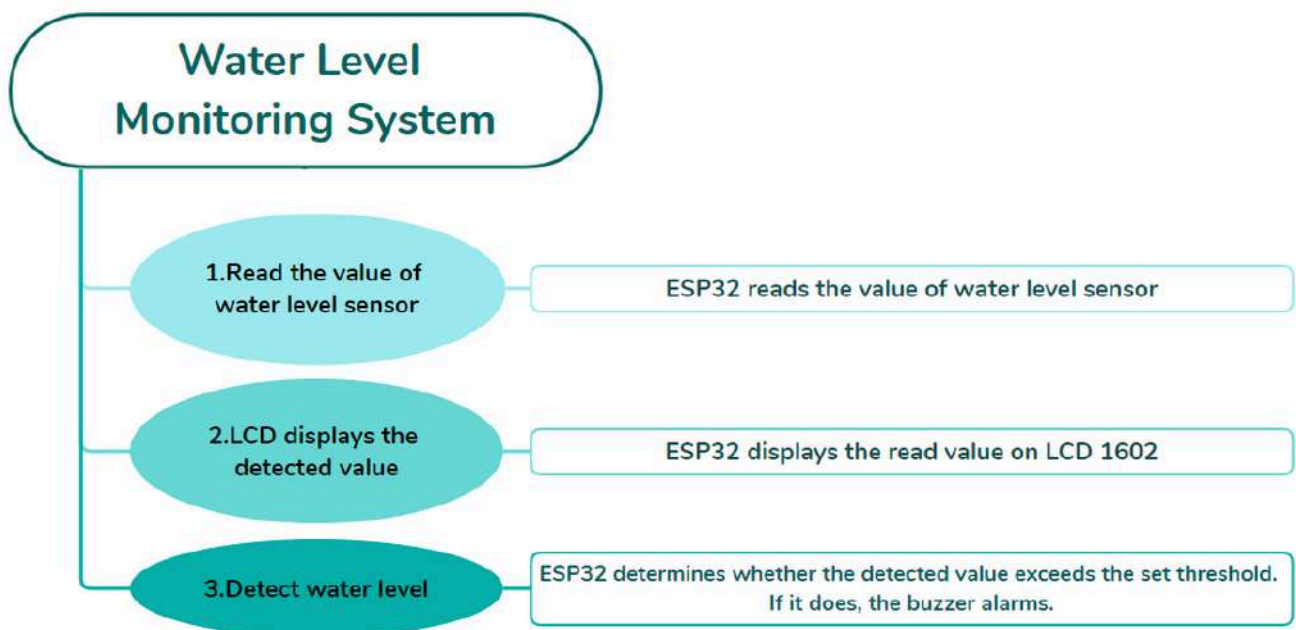 Water Level
Monitoring System
1.Read the value of
water level sensor
ESP32 reads the value of water level sensor
2.LCD displays the
detected value
ESP32 displays the read value on LCD 1602
3.Detect water level
ESP32 determines whether the detected value exceeds the set threshold.
If it does, the buzzer alarms.